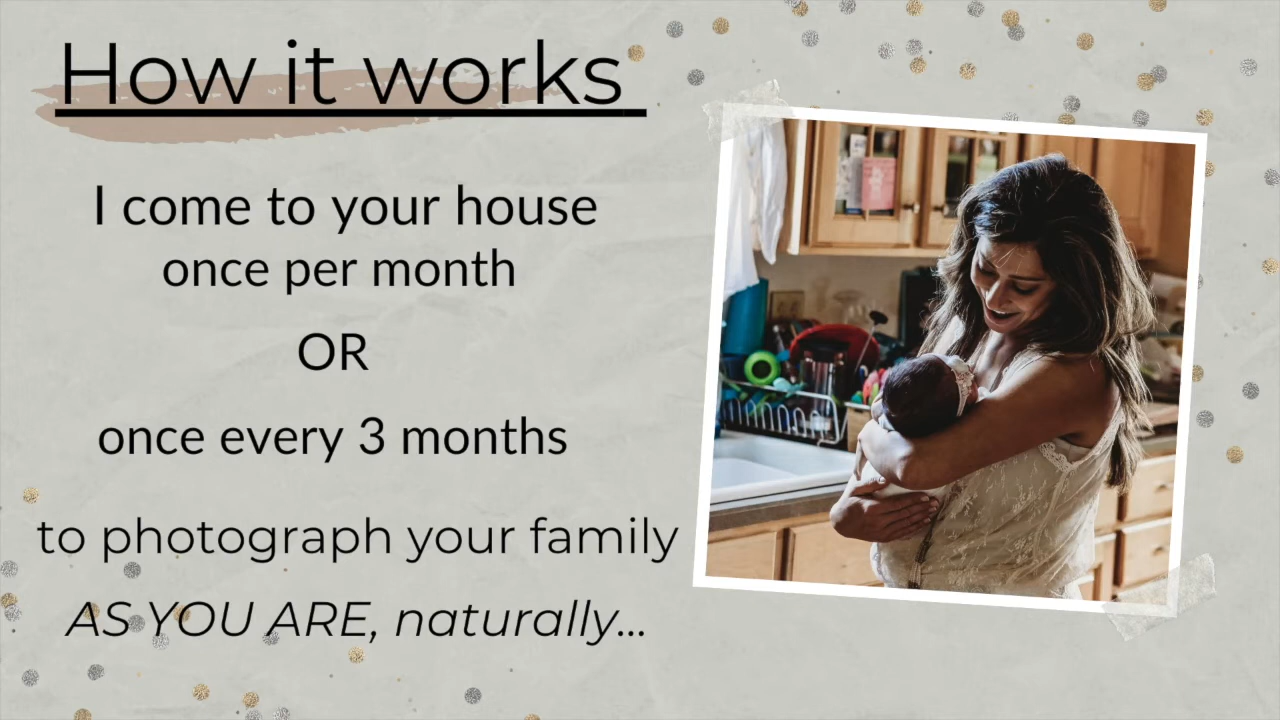 How it works
I come to your house
once per month
OR
once every 3 months
to photograph your family
AS YOU ARE, naturally...